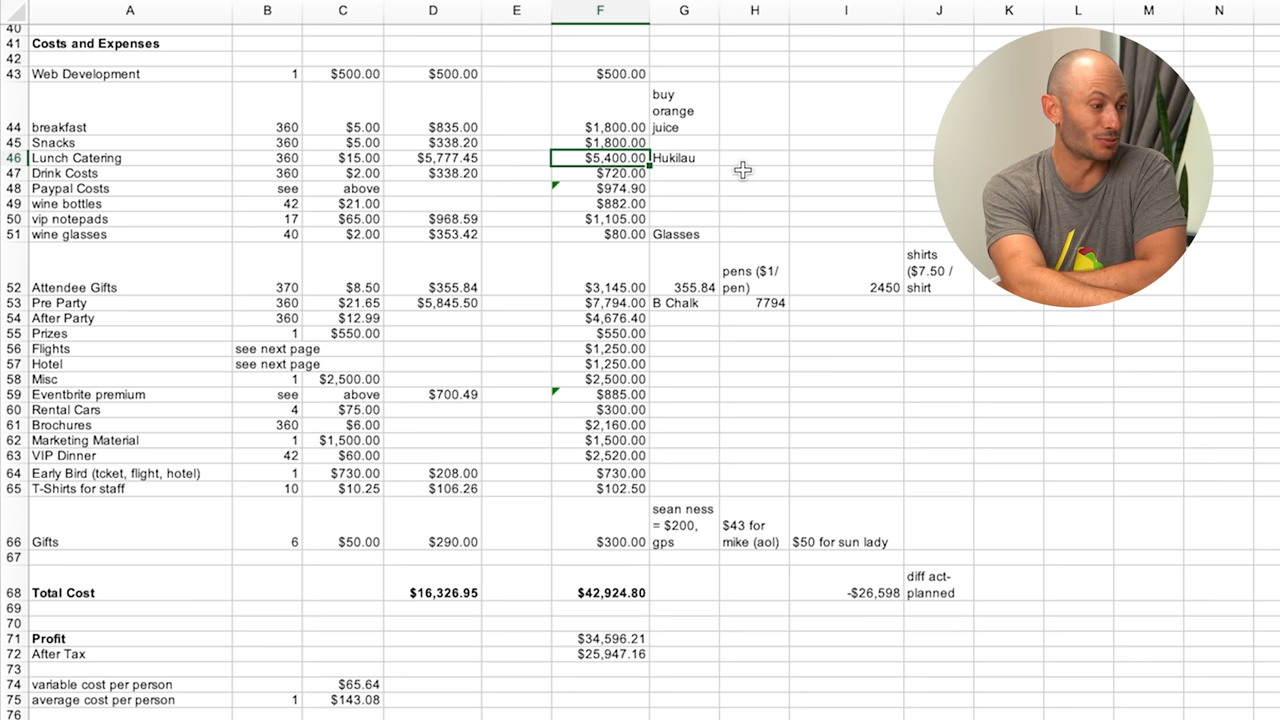 A B C D E F G H I J K L M N
40
41 Costs and Expenses
42
43 Web Development 1 $500.00 $500.00 $500.00
44 breakfast 360 $5.00 $835.00 $1,800.00 buy orange juice
45 Snacks 360 $5.00 $338.20 $1,800.00
46 Lunch Catering 360 $15.00 $5,777.45 $5,400.00 Hukilau
47 Drink Costs 360 $2.00 $338.20 $720.00
48 Paypal Costs see above $974.90
49 wine bottles 42 $21.00 $882.00
50 vip notepads 17 $65.00 $968.59 $1,105.00
51 wine glasses 40 $2.00 $353.42 $80.00 Glasses
52 Attendee Gifts 370 $8.50 $355.84 $3,145.00 355.84 pens ($1/ pen) 2450 shirts ($7.50 / shirt
53 Pre Party 360 $21.65 $5,845.50 $7,794.00 B Chalk 7794
54 After Party 360 $12.99 $4,676.40
55 Prizes 1 $550.00 $550.00
56 Flights see next page $1,250.00
57 Hotel see next page $1,250.00
58 Misc 1 $2,500.00 $2,500.00
59 Eventbrite premium see above $700.49 $885.00
60 Rental Cars 4 $75.00 $300.00
61 Brochures 360 $6.00 $2,160.00
62 Marketing Material 1 $1,500.00 $1,500.00
63 VIP Dinner 42 $60.00 $2,520.00
64 Early Bird (tcket, flight, hotel) 1 $730.00 $208.00 $730.00
65 T-Shirts for staff 10 $10.25 $106.26 $102.50
66 Gifts 6 $50.00 $290.00 $300.00 sean ness = $200, gps $43 for mike (aol) $50 for sun lady
67
68 Total Cost $16,326.95 $42,924.80 -$26,598 diff act-planned
69
70
71 Profit $34,596.21
72 After Tax $25,947.16
73
74 variable cost per person $65.64
75 average cost per person 1 $143.08
76